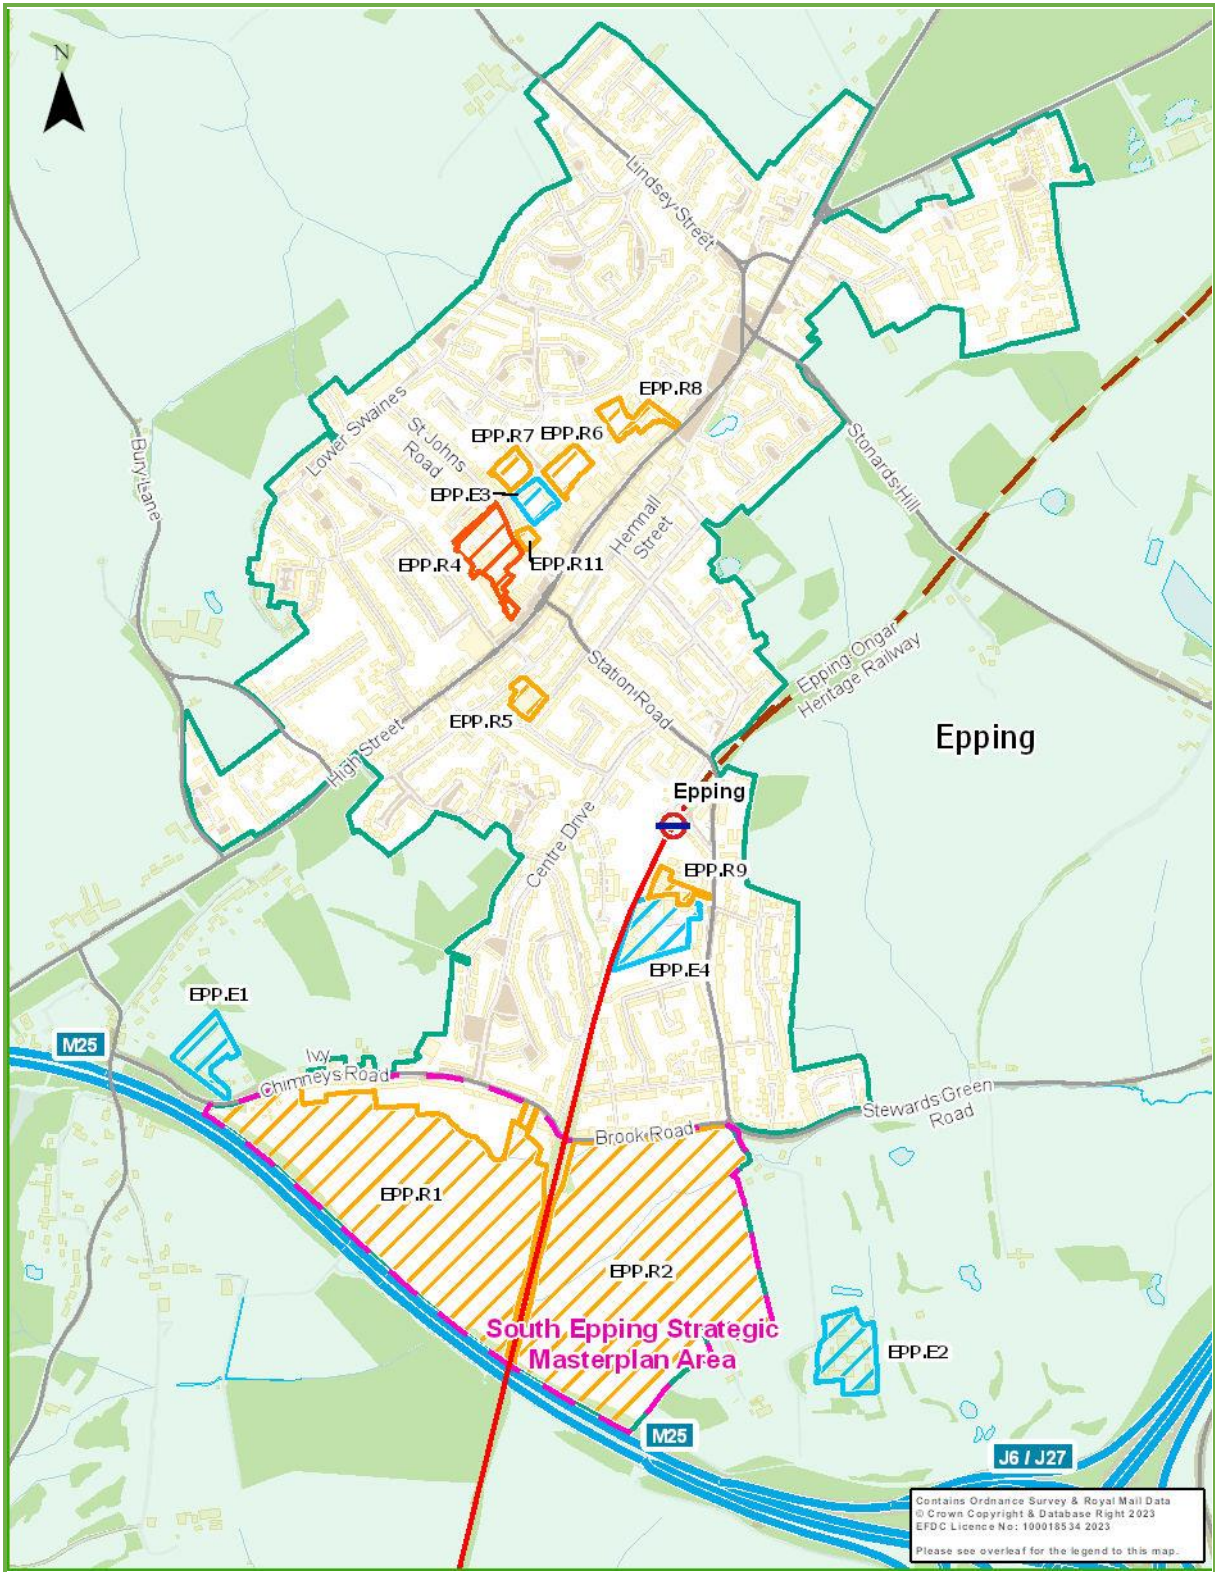 N
Lindsey Street
EPP.R8
Lower Swaines
St Johns
Road
EPP.R7
EPP.R6
Bury Lane
Stonards Hill
EPP.E3
Hemnall
Street
EPP.R4
EPP.R11
Station Road
Epping Ongar
Heritage Railway
EPP.R5
High Street
Epping
Epping
Centre Drive
EPP.R9
EPP.E4
EPP.E1
M25
Ivy
Chimneys Road
Stewards Green
Road
Brook Road
EPP.R1
EPP.R2
South Epping Strategic
Masterplan Area
EPP.E2
M25
J6 / J27
Contains Ordnance Survey & Royal Mail Data
© Crown Copyright & Database Right 2023
EFDC Licence No: 100018534 2023
Please see overleaf for the legend to this map.